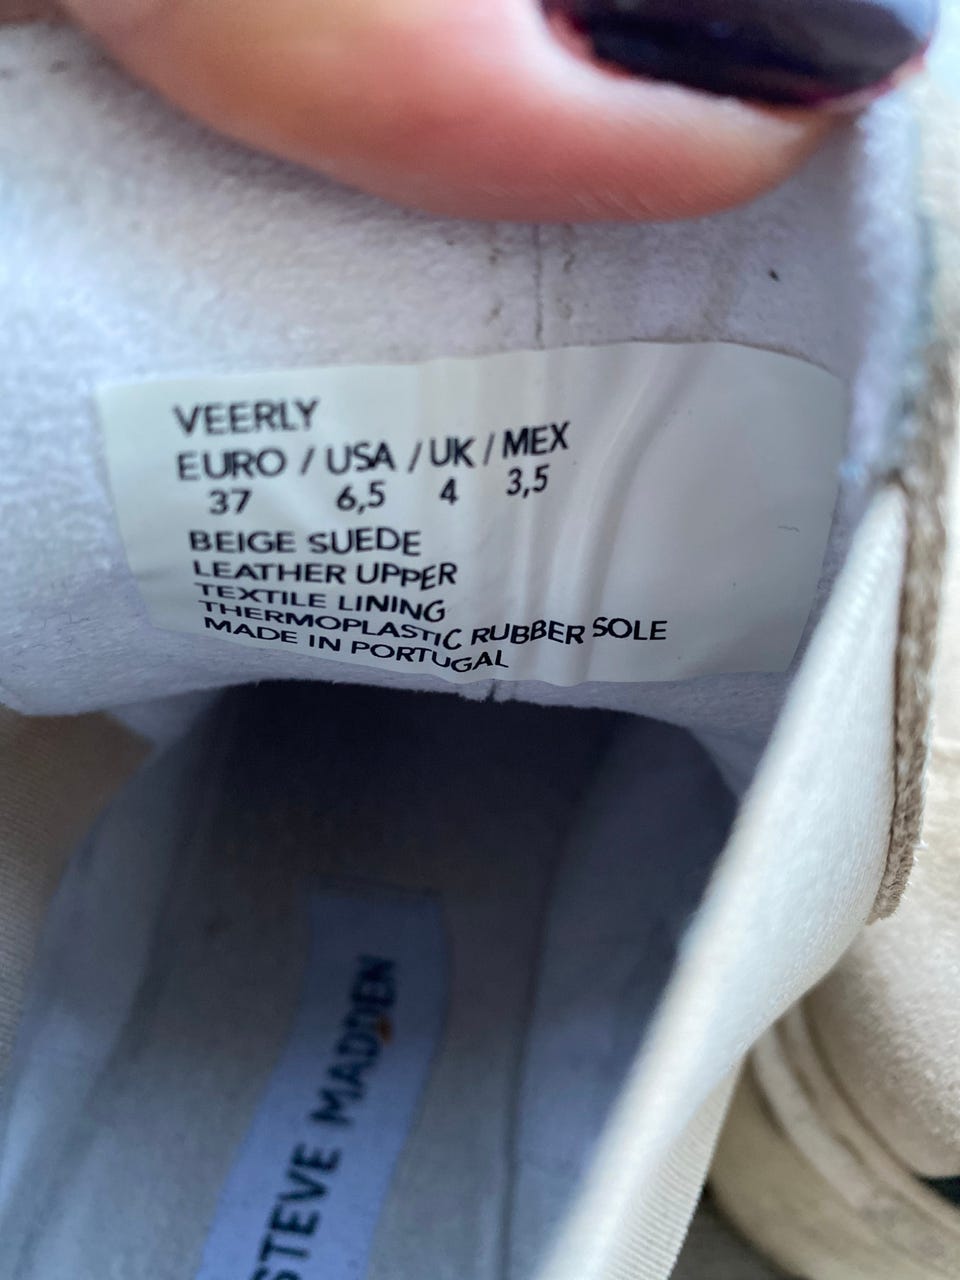 VEERLY
EURO / USA / UK / MEX
37 6,5 4 3,5
BEIGE SUEDE
LEATHER UPPER
TEXTILE LINING
THERMOPLASTIC RUBBER SOLE
MADE IN PORTUGAL
STEVE MADDEN